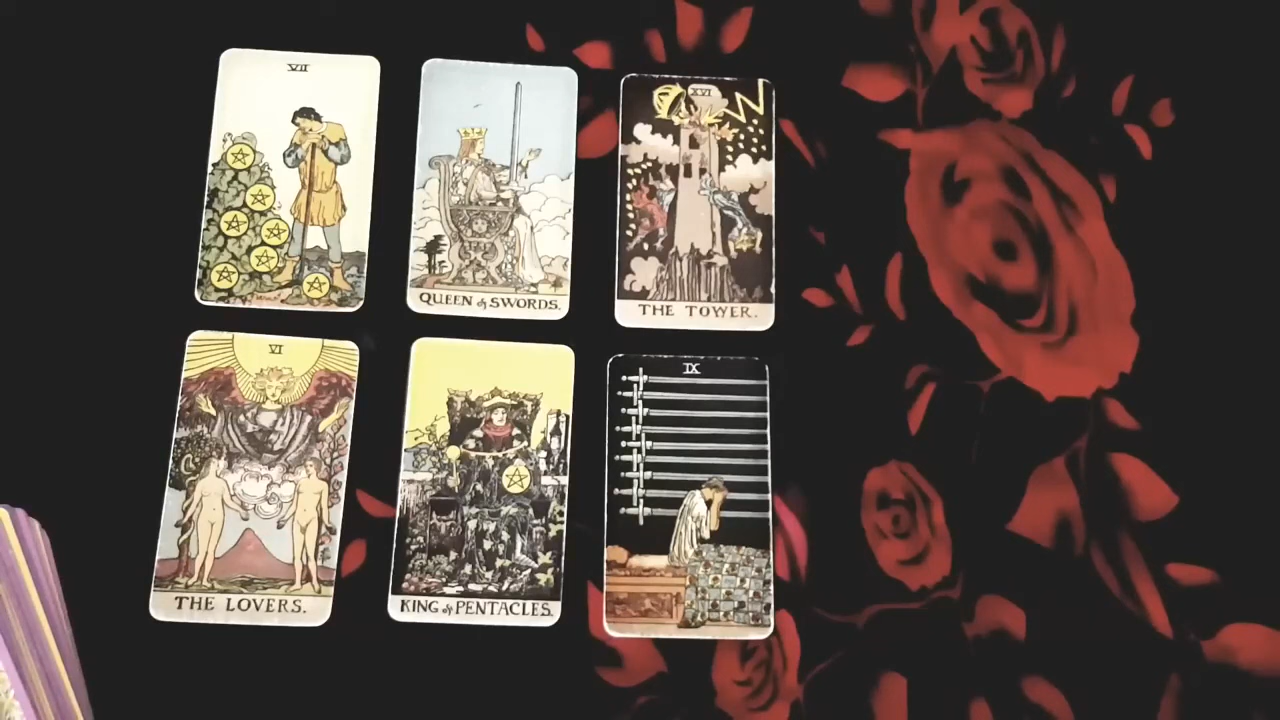 VII
QUEEN of SWORDS.
XVI
THE TOWER.
VI
THE LOVERS.
KING of PENTACLES.
IX